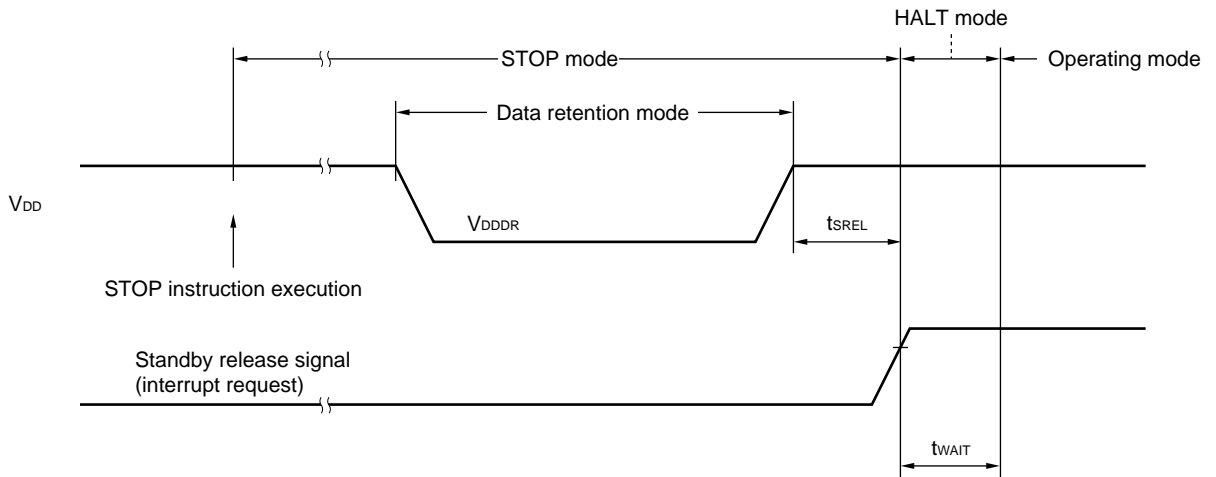 HALT mode
STOP mode
Operating mode
Data retention mode
VDD
VDDDR
tSREL
STOP instruction execution
Standby release signal
(interrupt request)
tWAIT